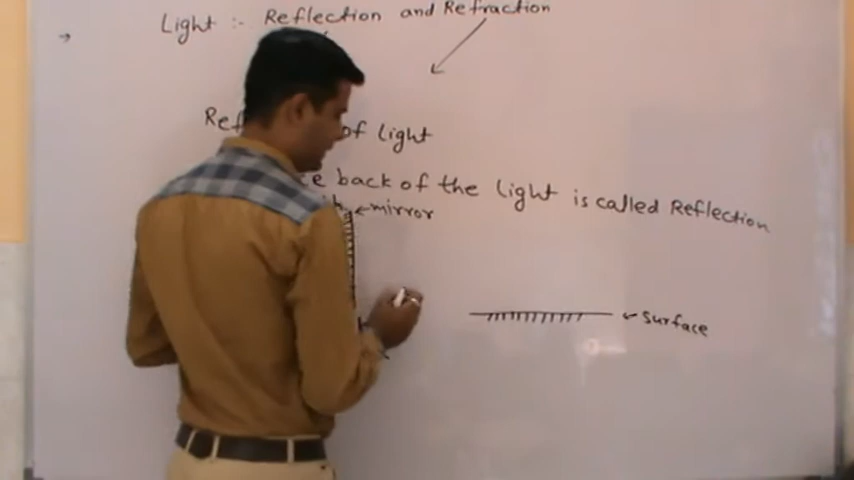 Light :- Reflection and Refraction
of light
back of the light is called Reflection
mirror
surface